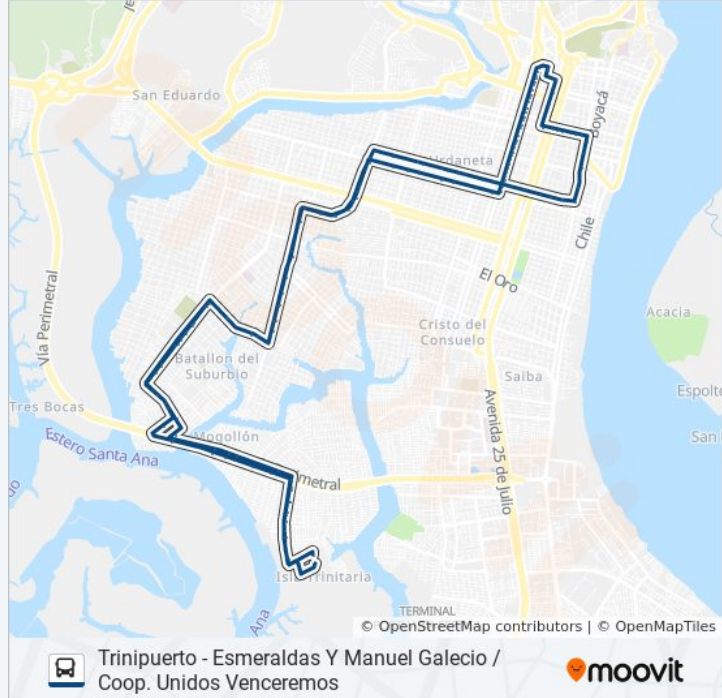 San Eduardo
Boyacá
Urdaneta
Chile
El Oro
Vía Perimetral
Acacia
Cristo del
Consuelo
Batallon del
Suburbio
Saiba
Espolte
Tres Bocas
Mogollón
San
Estero Santa Ana
Avenida 25 de Julio
imetral
Isla Trinitaria
Ana
TERMINAL
© OpenStreetMap contributors | © OpenMapTiles
Trinipuerto - Esmeraldas Y Manuel Galecio /
Coop. Unidos Venceremos
moovit